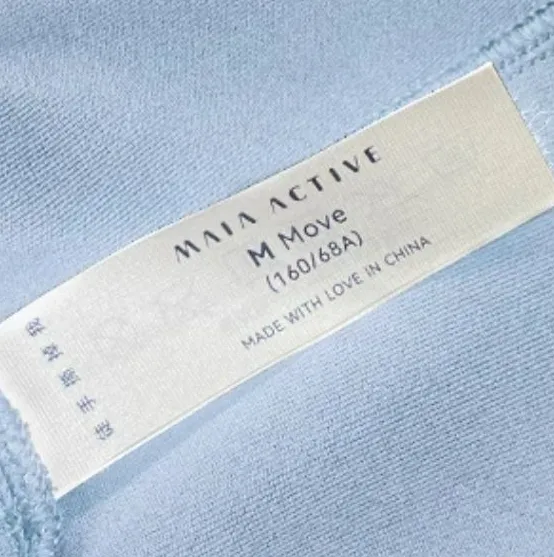 MAIA ACTIVE
M Move
(160/68A)
MADE WITH LOVE IN CHINA